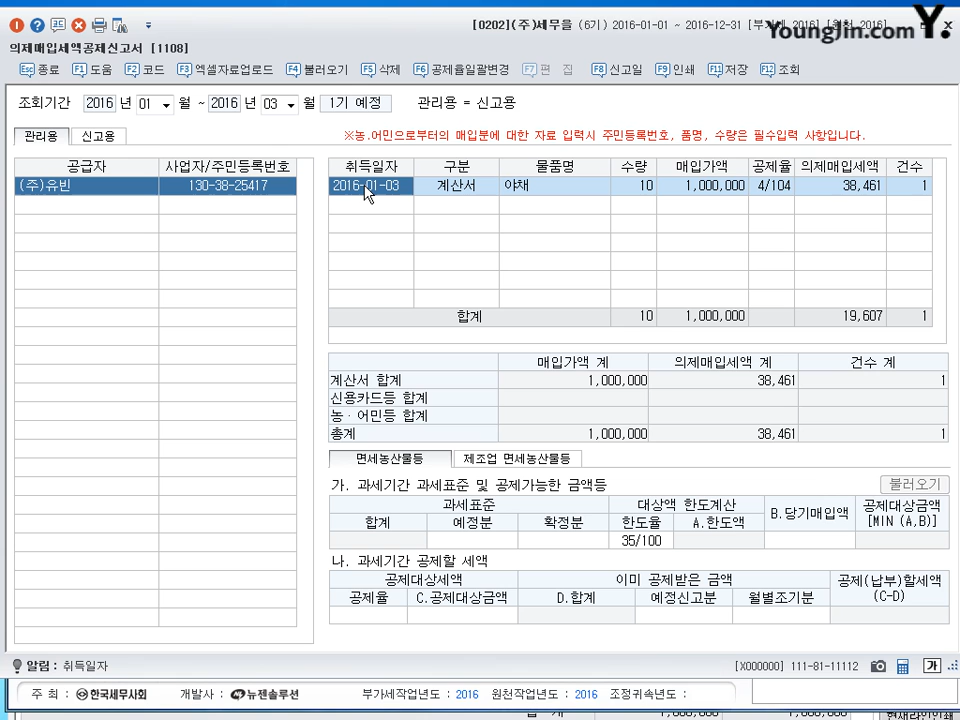 [0202](주)세무을 (6기) 2016-01-01 ~ 2016-12-31 [부가세 2016] [원천 2016]
YoungJin.com Y.
의제매입세액공제신고서 [1108]
Esc 종료 F1 도움 F2 코드 F3 엑셀자료업로드 F4 불러오기 F5 삭제 F6 공제율일괄변경 F7 편 집 F8 신고일 F9 인쇄 F11 저장 F12 조회
조회기간 2016 년 01 월 ~ 2016 년 03 월 1기 예정 관리용 = 신고용
관리용 신고용 ※농.어민으로부터의 매입분에 대한 자료 입력시 주민등록번호, 품명, 수량은 필수입력 사항입니다.
공급자 사업자/주민등록번호 취득일자 구분 물품명 수량 매입가액 공제율 의제매입세액 건수
(주)유빈 130-38-25417 2016-01-03 계산서 야채 10 1,000,000 4/104 38,461 1
합계 10 1,000,000 19,607 1
매입가액 계 의제매입세액 계 건수 계
계산서 합계 1,000,000 38,461 1
신용카드등 합계
농·어민등 합계
총계 1,000,000 38,461 1
면세농산물등 제조업 면세농산물등
가. 과세기간 과세표준 및 공제가능한 금액등 불러오기
과세표준 대상액 한도계산 B.당기매입액 공제대상금액
합계 예정분 확정분 한도율 A.한도액 [MIN (A,B)]
35/100
나. 과세기간 공제할 세액
공제대상세액 이미 공제받은 금액 공제(납부)할세액
공제율 C.공제대상금액 D.합계 예정신고분 월별조기분 (C-D)
알림 : 취득일자 [X000000] 111-81-11112 가
주 최 : 한국세무사회 개발사 : 뉴젠솔루션 부가세작업년도 : 2016 원천작업년도 : 2016 조정귀속년도 :